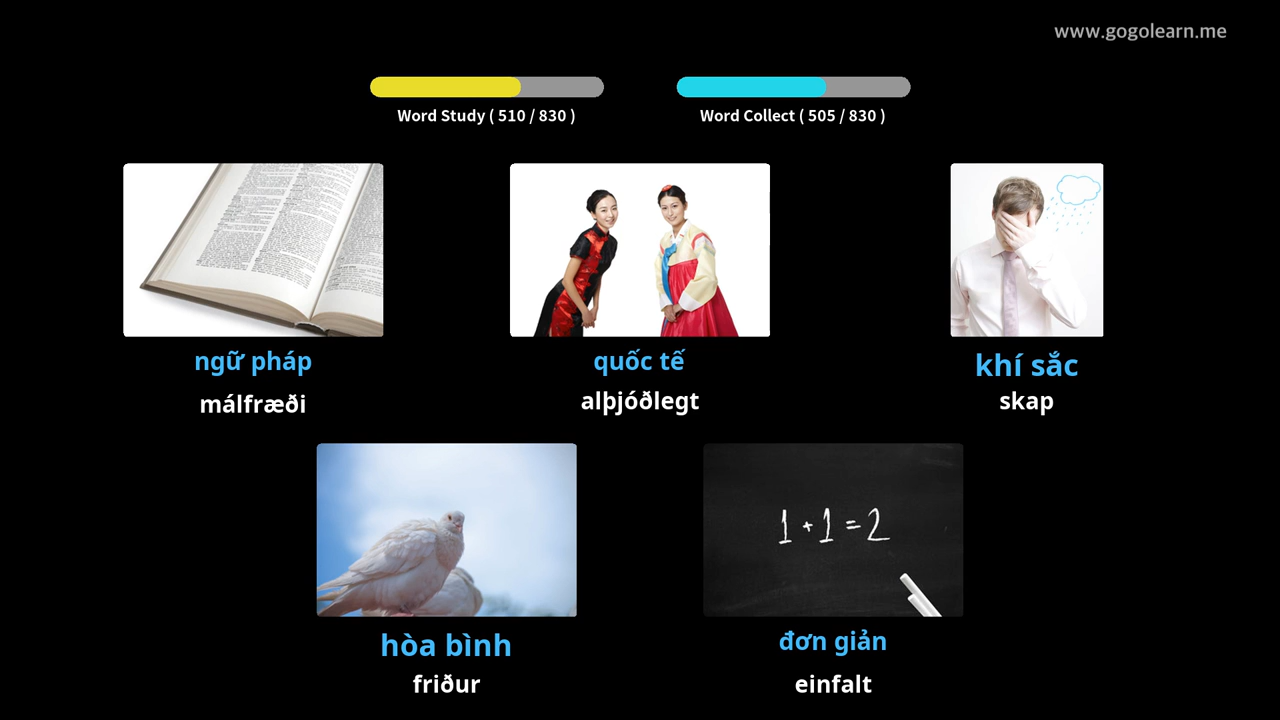 www.gogolearn.me
Word Study ( 510 / 830 )
Word Collect ( 505 / 830 )
ngữ pháp
málfræði
quốc tế
alþjóðlegt
khí sắc
skap
hòa bình
friður
1 + 1 = 2
đơn giản
einfalt